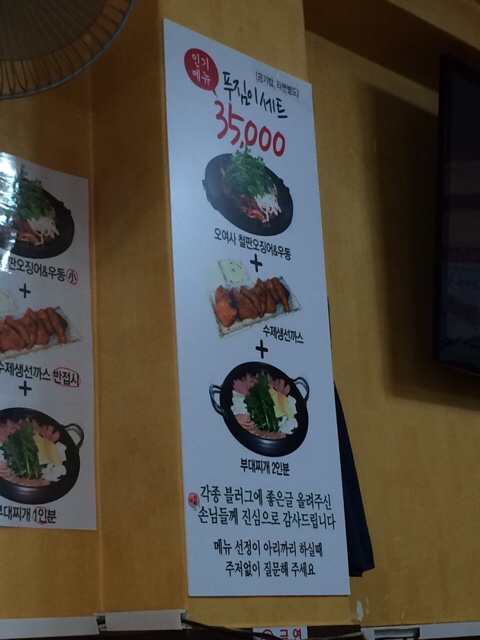 인기
메뉴
(공기밥, 라면별도)
푸짐이세트
35,000
오여사 철판오징어&우동
+
수제생선까스
+
부대찌개 2인분
각종 블러그에 좋은글 올려주신
손님들께 진심으로 감사드립니다
메뉴 선정이 아리까리 하실때
주저없이 질문해 주세요
판오징어&우동 小
+
수제생선까스 반접시
+
부대찌개 1인분
금연